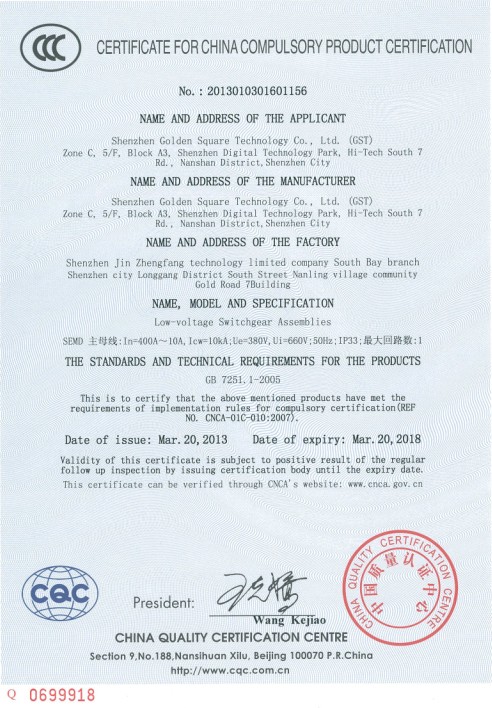 CCC
CERTIFICATE FOR CHINA COMPULSORY PRODUCT CERTIFICATION
No. : 2013010301601156
NAME AND ADDRESS OF THE APPLICANT
Shenzhen Golden Square Technology Co., Ltd. (GST)
Zone C, 5/F, Block A3, Shenzhen Digital Technology Park, Hi-Tech South 7
Rd., Nanshan District,Shenzhen City
NAME AND ADDRESS OF THE MANUFACTURER
Shenzhen Golden Square Technology Co., Ltd. (GST)
Zone C, 5/F, Block A3, Shenzhen Digital Technology Park, Hi-Tech South 7
Rd., Nanshan District,Shenzhen City
NAME AND ADDRESS OF THE FACTORY
Shenzhen Jin Zhengfang technology limited company South Bay branch
Shenzhen city Longgang District South Street Nanling village community
Gold Road 7Building
NAME, MODEL AND SPECIFICATION
Low-voltage Switchgear Assemblies
SEMD 主母线:In=400A～10A,Icw=10kA;Ue=380V,Ui=660V;50Hz;IP33;最大回路数:1
THE STANDARDS AND TECHNICAL REQUIREMENTS FOR THE PRODUCTS
GB 7251.1-2005
This is to certify that the above mentioned products have met the
requirements of implementation rules for compulsory certification(REF
NO. CNCA-01C-010:2007).
Date of issue: Mar.20,2013 Date of expiry: Mar.20,2018
Validity of this certificate is subject to positive result of the regular
follow up inspection by issuing certification body until the expiry date.
This certificate can be verified through CNCA's website: www.cnca.gov.cn
CHINA QUALITY CERTIFICATION CENTRE
中国质量认证中心
CQC
President:
Wang Kejiao
CHINA QUALITY CERTIFICATION CENTRE
Section 9,No.188,Nansihuan Xilu, Beijing 100070 P.R.China
http://www.cqc.com.cn
Q 0699918